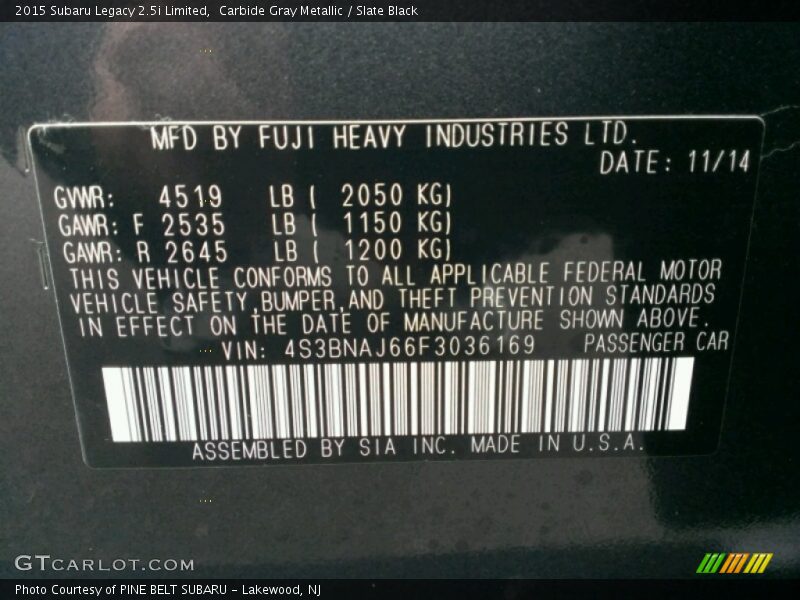 2015 Subaru Legacy 2.5i Limited,  Carbide Gray Metallic / Slate Black
MFD BY FUJI HEAVY INDUSTRIES LTD.
DATE: 11/14
GVWR: 4519 LB ( 2050 KG)
GAWR: F 2535 LB ( 1150 KG)
GAWR: R 2645 LB ( 1200 KG)
THIS VEHICLE CONFORMS TO ALL APPLICABLE FEDERAL MOTOR
VEHICLE SAFETY,BUMPER,AND THEFT PREVENTION STANDARDS
IN EFFECT ON THE DATE OF MANUFACTURE SHOWN ABOVE.
VIN: 4S3BNAJ66F3036169 PASSENGER CAR
ASSEMBLED BY SIA INC. MADE IN U.S.A.
GTCARLOT.COM
Photo Courtesy of PINE BELT SUBARU – Lakewood, NJ